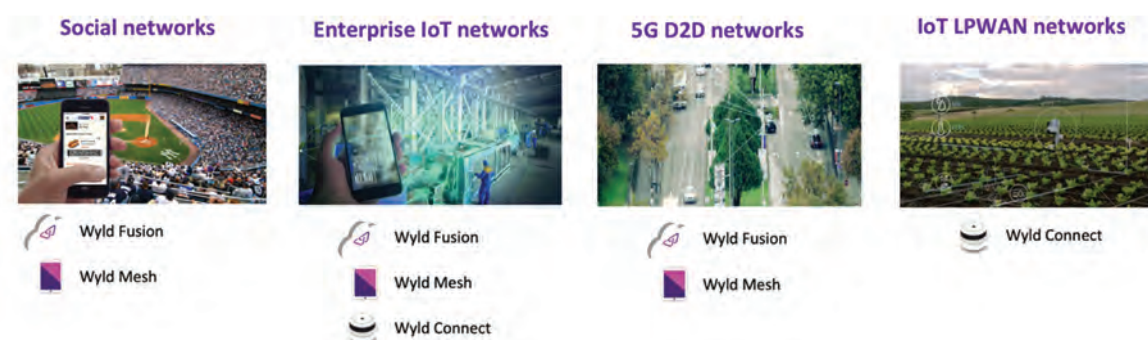 Social networks
Enterprise IoT networks
5G D2D networks
IoT LPWAN networks
Wyld Fusion
Wyld Mesh
Wyld Fusion
Wyld Mesh
Wyld Connect
Wyld Fusion
Wyld Mesh
Wyld Connect